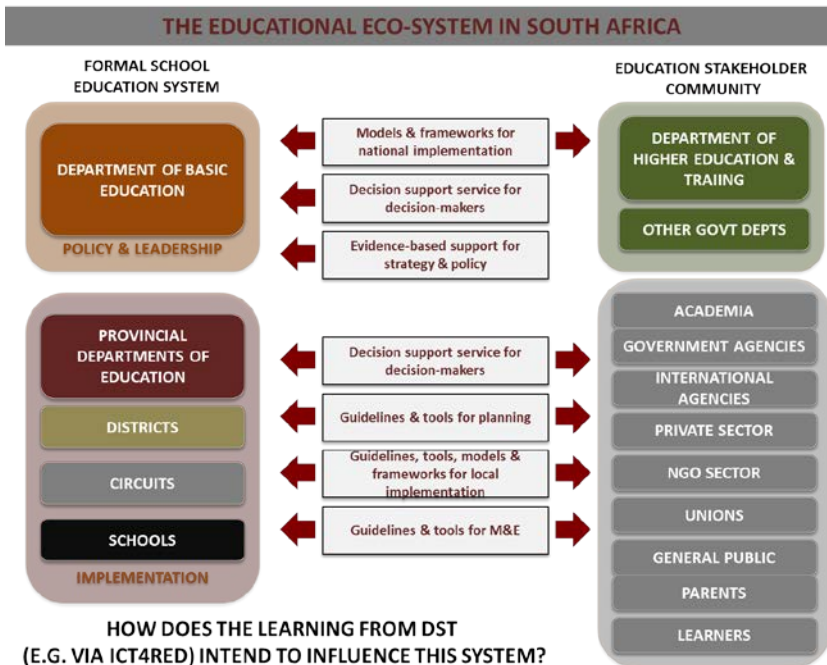 THE EDUCATIONAL ECO-SYSTEM IN SOUTH AFRICA
FORMAL SCHOOL
EDUCATION SYSTEM
DEPARTMENT OF BASIC
EDUCATION
POLICY & LEADERSHIP
PROVINCIAL
DEPARTMENTS OF
EDUCATION
DISTRICTS
CIRCUITS
SCHOOLS
IMPLEMENTATION
Models & frameworks for
national implementation
Decision support service for
decision-makers
Evidence-based support for
strategy & policy
Decision support service for
decision-makers
Guidelines & tools for planning
Guidelines, tools, models &
frameworks for local
implementation
Guidelines & tools for M&E
EDUCATION STAKEHOLDER
COMMUNITY
DEPARTMENT OF
HIGHER EDUCATION &
TRAIING
OTHER GOVT DEPTS
ACADEMIA
GOVERNMENT AGENCIES
INTERNATIONAL
AGENCIES
PRIVATE SECTOR
NGO SECTOR
UNIONS
GENERAL PUBLIC
PARENTS
LEARNERS
HOW DOES THE LEARNING FROM DST
(E.G. VIA ICT4RED) INTEND TO INFLUENCE THIS SYSTEM?